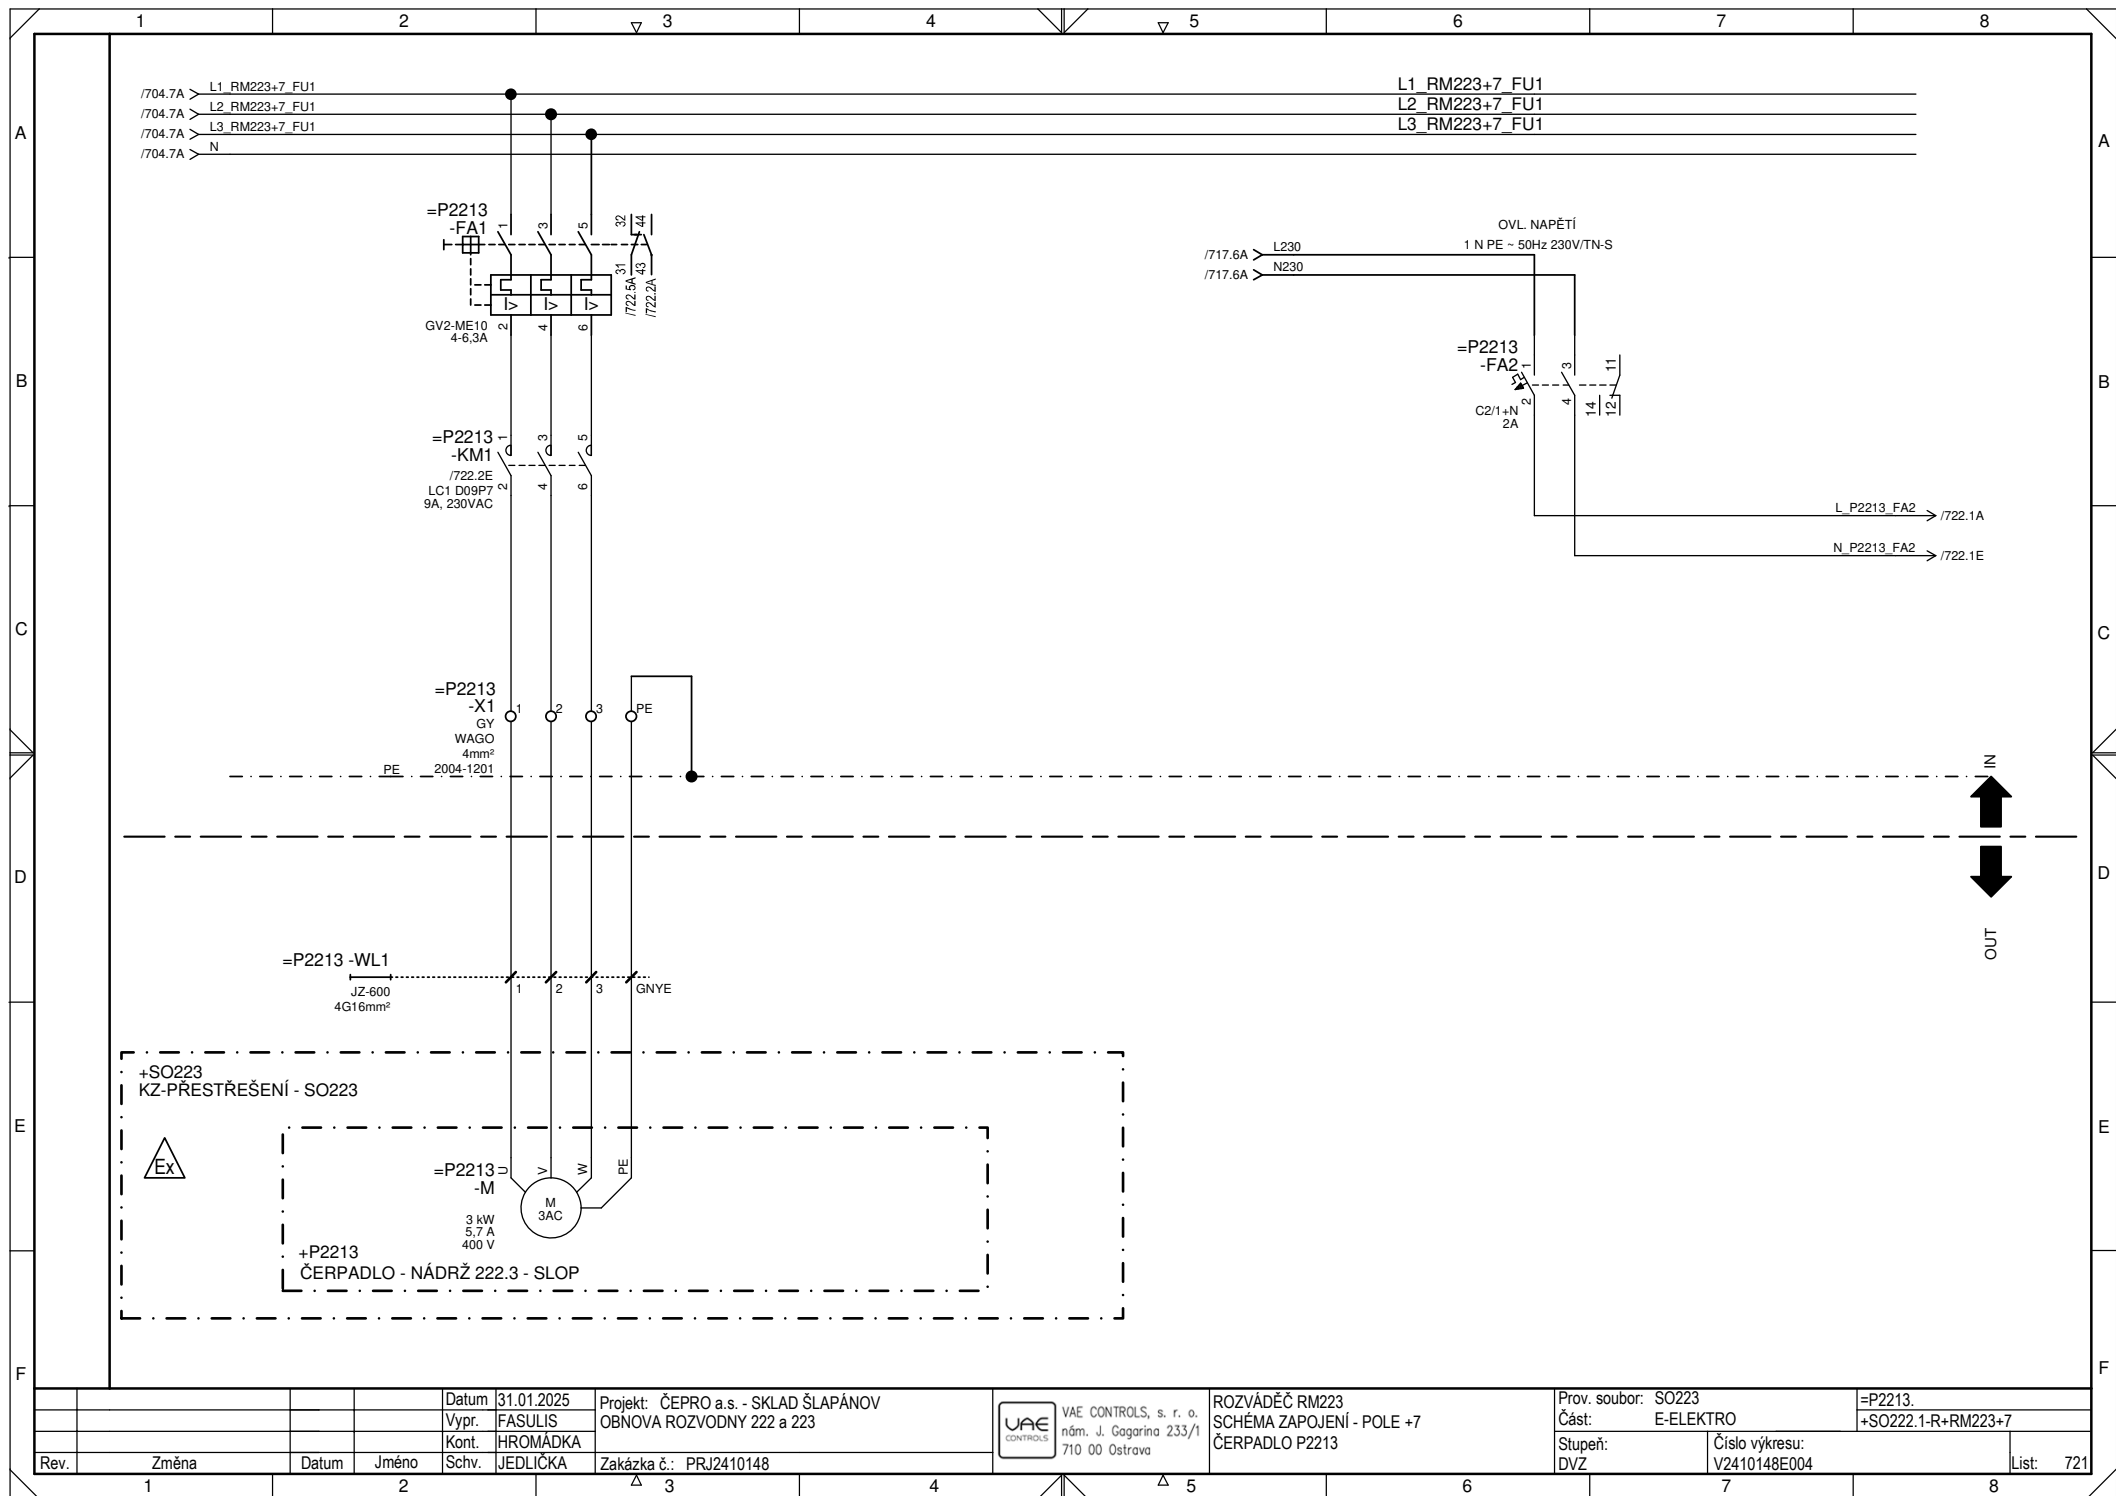 1 2 3 4 5 6 7 8
A
B
C
D
E
F
A
B
C
D
E
F
/704.7A L1_RM223+7_FU1 L1_RM223+7_FU1
/704.7A L2_RM223+7_FU1 L2_RM223+7_FU1
/704.7A L3_RM223+7_FU1 L3_RM223+7_FU1
/704.7A N
=P2213
-FA1
1 3 5 32 44
31 43
/722.5A /722.2A
I> I> I>
GV2-ME10
4-6,3A
2 4 6
OVL. NAPĚTÍ
1 N PE ~ 50Hz 230V/TN-S
/717.6A L230
/717.6A N230
=P2213
-FA2
1 3 11
C2/1+N
2A
2 4 14 12
L_P2213_FA2 /722.1A
N_P2213_FA2 /722.1E
=P2213
-KM1
1 3 5
/722.2E
LC1 D09P7
9A, 230VAC
2 4 6
=P2213
-X1
GY
WAGO
4mm²
2004-1201
1 2 3 PE
PE
IN
OUT
=P2213 -WL1
JZ-600
4G16mm²
1 2 3 GNYE
+SO223
KZ-PŘESTŘEŠENÍ - SO223
Ex
=P2213
-M
U V W PE
M
3AC
3 kW
5,7 A
400 V
+P2213
ČERPADLO - NÁDRŽ 222.3 - SLOP
Rev. Změna Datum Jméno
Datum 31.01.2025
Vypr. FASULIS
Kont. HROMÁDKA
Schv. JEDLIČKA
Projekt: ČEPRO a.s. - SKLAD ŠLAPÁNOV
OBNOVA ROZVODNY 222 a 223
Zakázka č.: PRJ2410148
VAE
CONTROLS
VAE CONTROLS, s. r. o.
nám. J. Gagarina 233/1
710 00 Ostrava
ROZVÁDĚČ RM223
SCHÉMA ZAPOJENÍ - POLE +7
ČERPADLO P2213
Prov. soubor: SO223
Část: E-ELEKTRO
Stupeň:
DVZ
Číslo výkresu:
V2410148E004
=P2213.
+SO222.1-R+RM223+7
List: 721
1 2 3 4 5 6 7 8